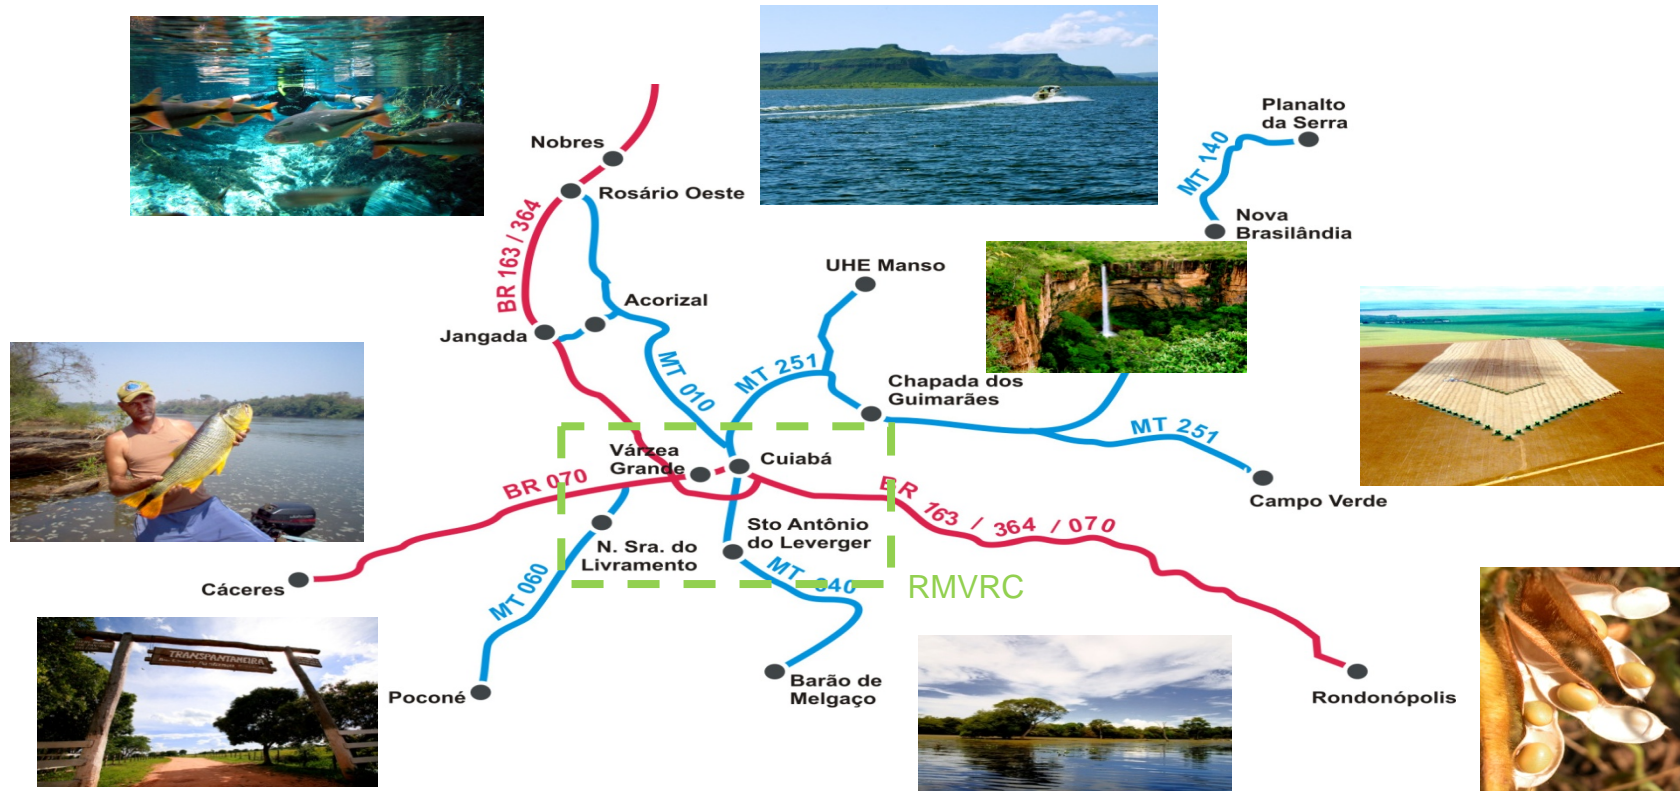 Planalto
da Serra
MT 140
Nobres
Rosário Oeste
Nova
Brasilândia
BR 163 / 364
UHE Manso
Acorizal
Jangada
MT 010
MT 251
Chapada dos
Guimarães
MT 251
Várzea
Grande
Cuiabá
BR 070
BR 163 / 364 / 070
Campo Verde
Sto Antônio
do Leverger
N. Sra. do
Livramento
MT 060
MT 040
RMVRC
Cáceres
TRANSPANTANEIRA
Poconé
Barão de
Melgaço
Rondonópolis